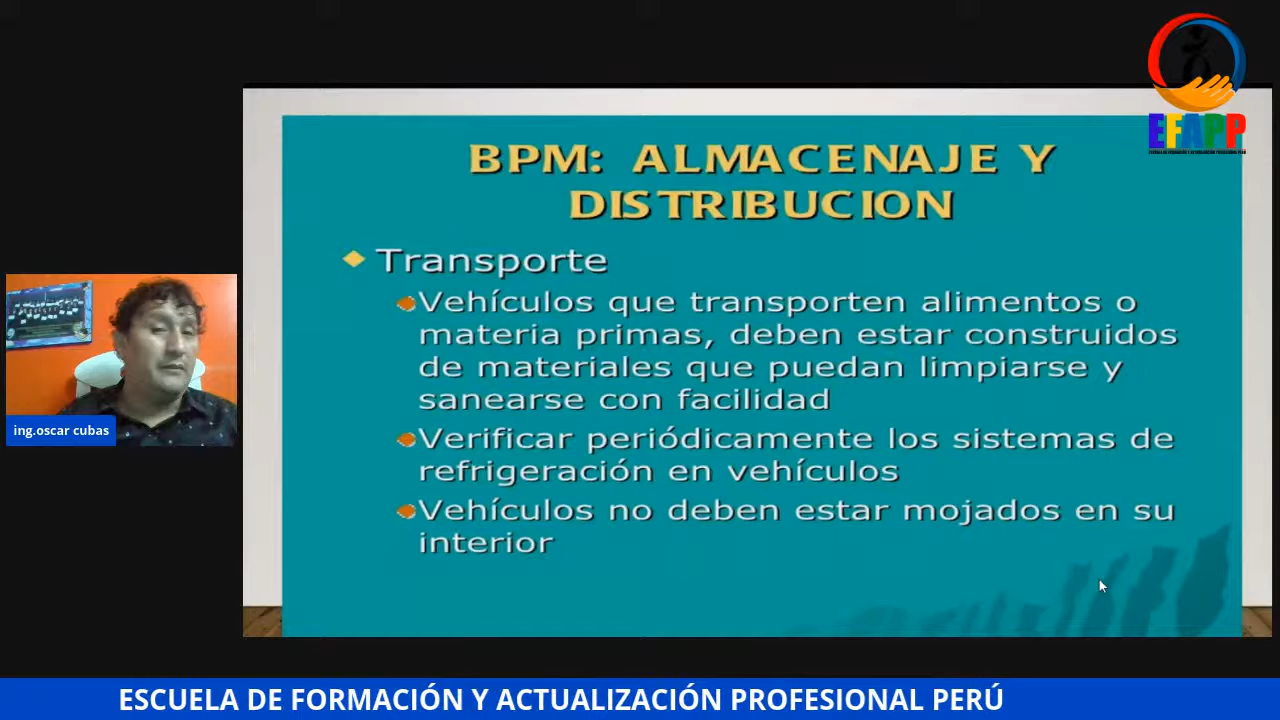 EFAPP
BPM: ALMACENAJE Y
DISTRIBUCION
Transporte
Vehículos que transporten alimentos o
materia primas, deben estar construidos
de materiales que puedan limpiarse y
sanearse con facilidad
Verificar periódicamente los sistemas de
refrigeración en vehículos
Vehículos no deben estar mojados en su
interior
ing.oscar cubas
ESCUELA DE FORMACIÓN Y ACTUALIZACIÓN PROFESIONAL PERÚ